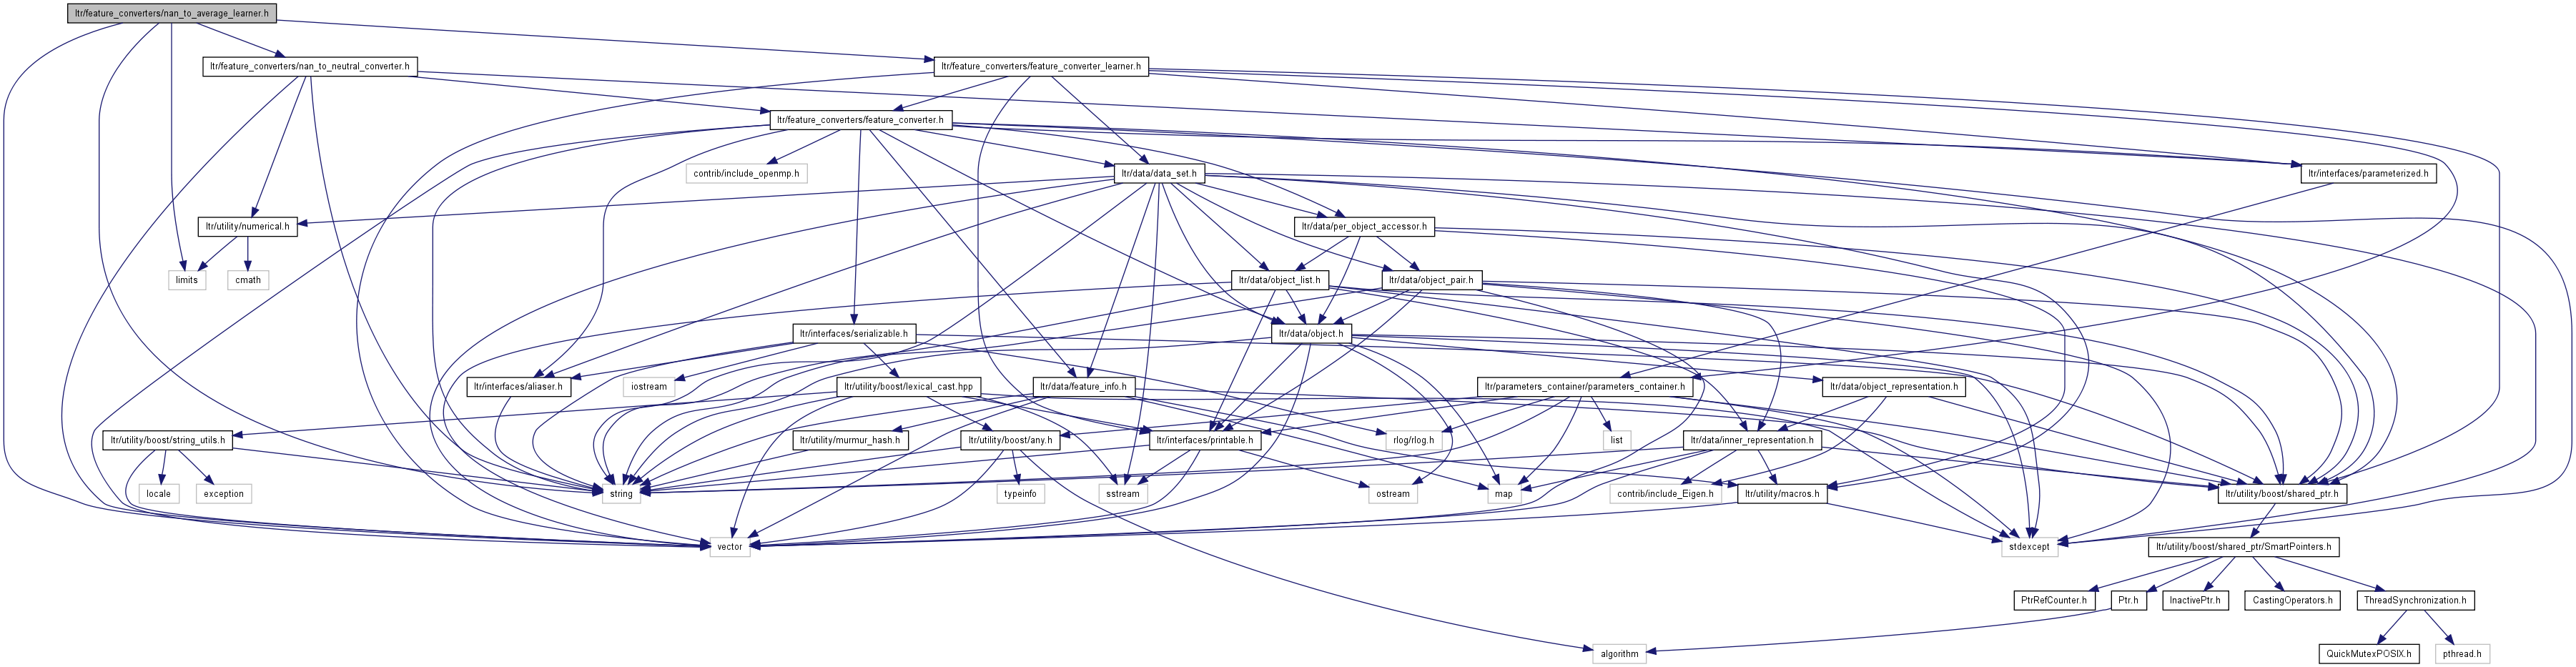 ltr/feature_converters/nan_to_average_learner.h
ltr/feature_converters/nan_to_neutral_converter.h
ltr/feature_converters/feature_converter_learner.h
ltr/feature_converters/feature_converter.h
contrib/include_openmp.h
ltr/data/data_set.h
ltr/interfaces/parameterized.h
ltr/utility/numerical.h
ltr/data/per_object_accessor.h
limits
cmath
ltr/data/object_list.h
ltr/data/object_pair.h
ltr/interfaces/serializable.h
ltr/data/object.h
ltr/interfaces/aliaser.h
iostream
ltr/utility/boost/lexical_cast.hpp
ltr/data/feature_info.h
ltr/parameters_container/parameters_container.h
ltr/data/object_representation.h
ltr/utility/boost/string_utils.h
ltr/utility/murmur_hash.h
ltr/utility/boost/any.h
ltr/interfaces/printable.h
rlog/rlog.h
list
ltr/data/inner_representation.h
locale
exception
string
typeinfo
sstream
ostream
map
contrib/include_Eigen.h
ltr/utility/macros.h
ltr/utility/boost/shared_ptr.h
vector
stdexcept
ltr/utility/boost/shared_ptr/SmartPointers.h
PtrRefCounter.h
Ptr.h
InactivePtr.h
CastingOperators.h
ThreadSynchronization.h
algorithm
QuickMutexPOSIX.h
pthread.h